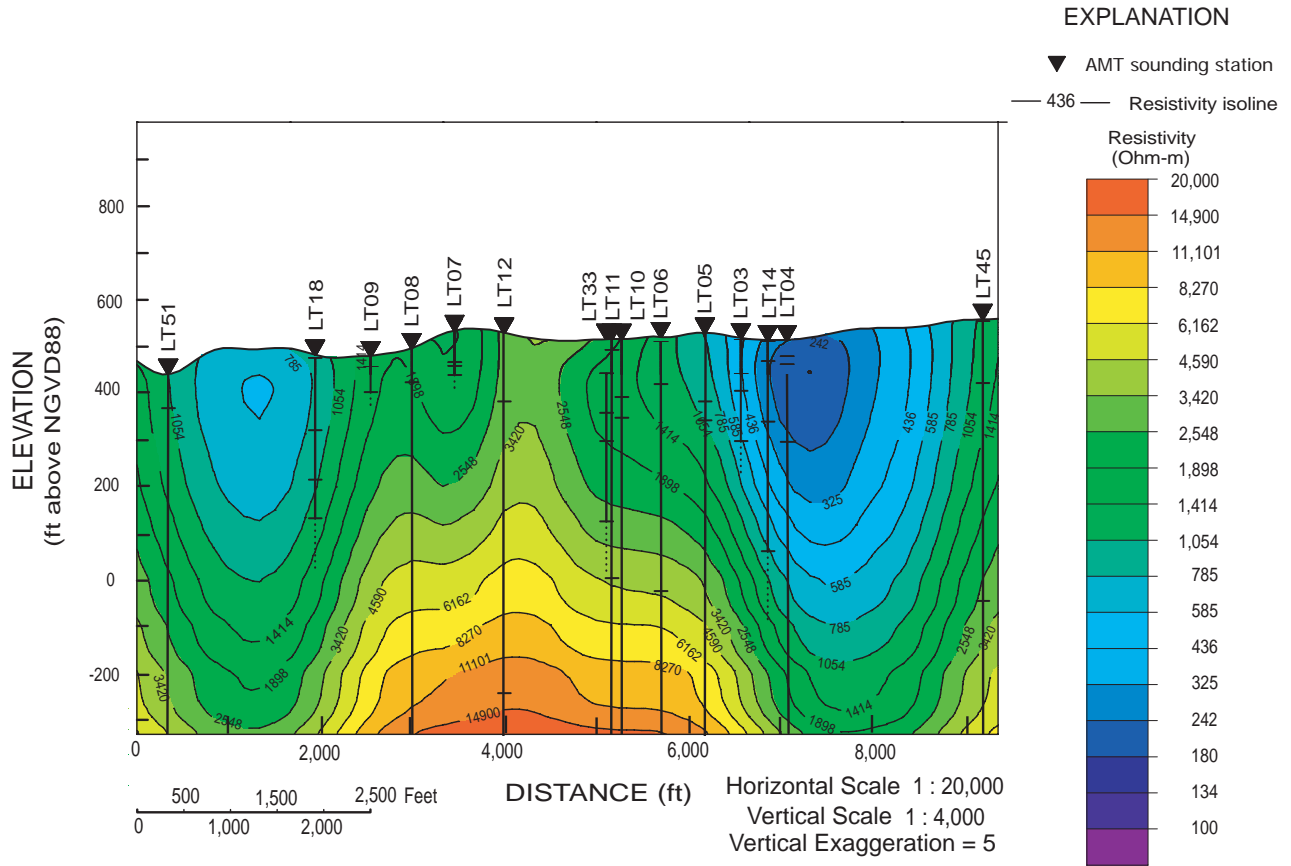 EXPLANATION
AMT sounding station
436
Resistivity isoline
Resistivity
(Ohm-m)
20,000
14,900
11,101
8,270
6,162
4,590
3,420
2,548
1,898
1,414
1,054
785
585
436
325
242
180
134
100
ELEVATION
(ft above NGVD88)
800
600
400
200
0
-200
LT51
LT18
LT09
LT08
LT07
LT12
LT33
LT11
LT10
LT06
LT05
LT03
LT14
LT04
LT45
785
1414
242
1898
1054
1054
2548
3420
2548
1414
1898
1054
785
585
436
436
585
785
1054
1414
325
585
785
1054
1414
1898
4590
3420
6162
8270
11101
14900
1414
1898
2548
3420
6162
8270
3420
4590
2548
2548
3420
0
2,000
4,000
6,000
8,000
DISTANCE (ft)
500
1,500
2,500 Feet
0
1,000
2,000
Horizontal Scale 1 : 20,000
Vertical Scale 1 : 4,000
Vertical Exaggeration = 5